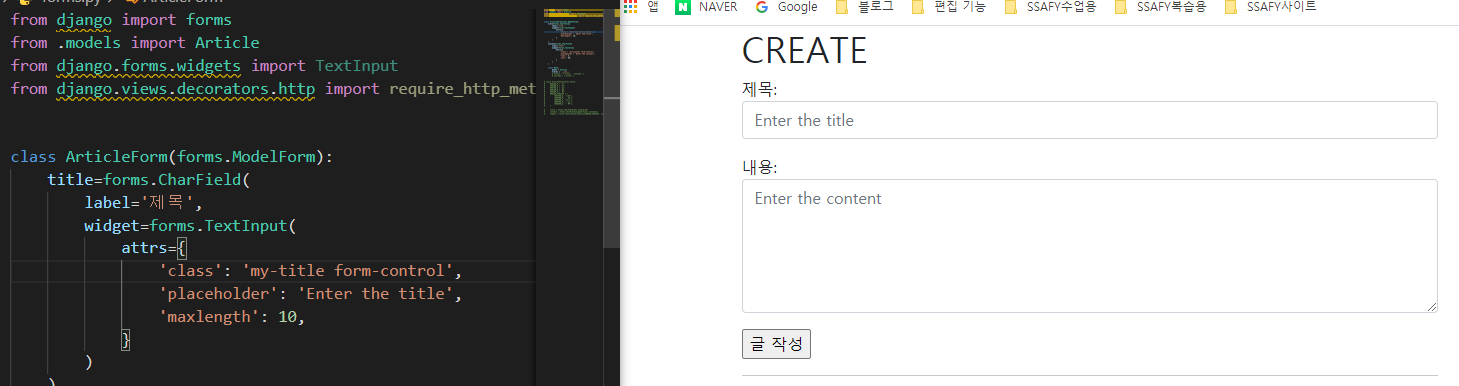 from django import forms
from .models import Article
from django.forms.widgets import TextInput
from django.views.decorators.http import require_http_met
class ArticleForm(forms.ModelForm):
title=forms.CharField(
label='제목',
widget=forms.TextInput(
attrs={
'class': 'my-title form-control',
'placeholder': 'Enter the title',
'maxlength': 10,
}
)
)
앱 NAVER Google 블로그 편집 기능 SSAFY수업용 SSAFY복습용 SSAFY사이트
CREATE
제목:
Enter the title
내용:
Enter the content
글 작성